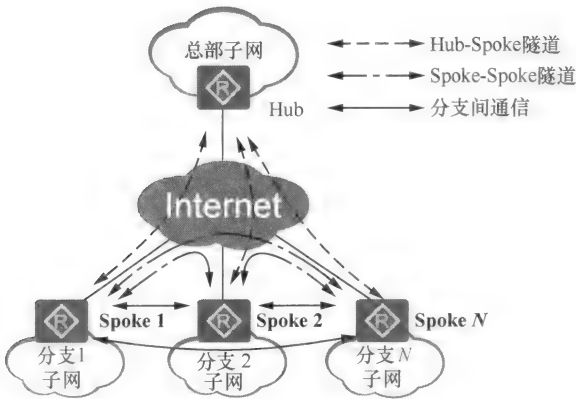 总部子网
R
Hub
Hub-Spoke隧道
Spoke-Spoke隧道
分支间通信
Internet
R
Spoke 1
R
Spoke 2
R
Spoke N
分支1
子网
分支2
子网
分支N
子网